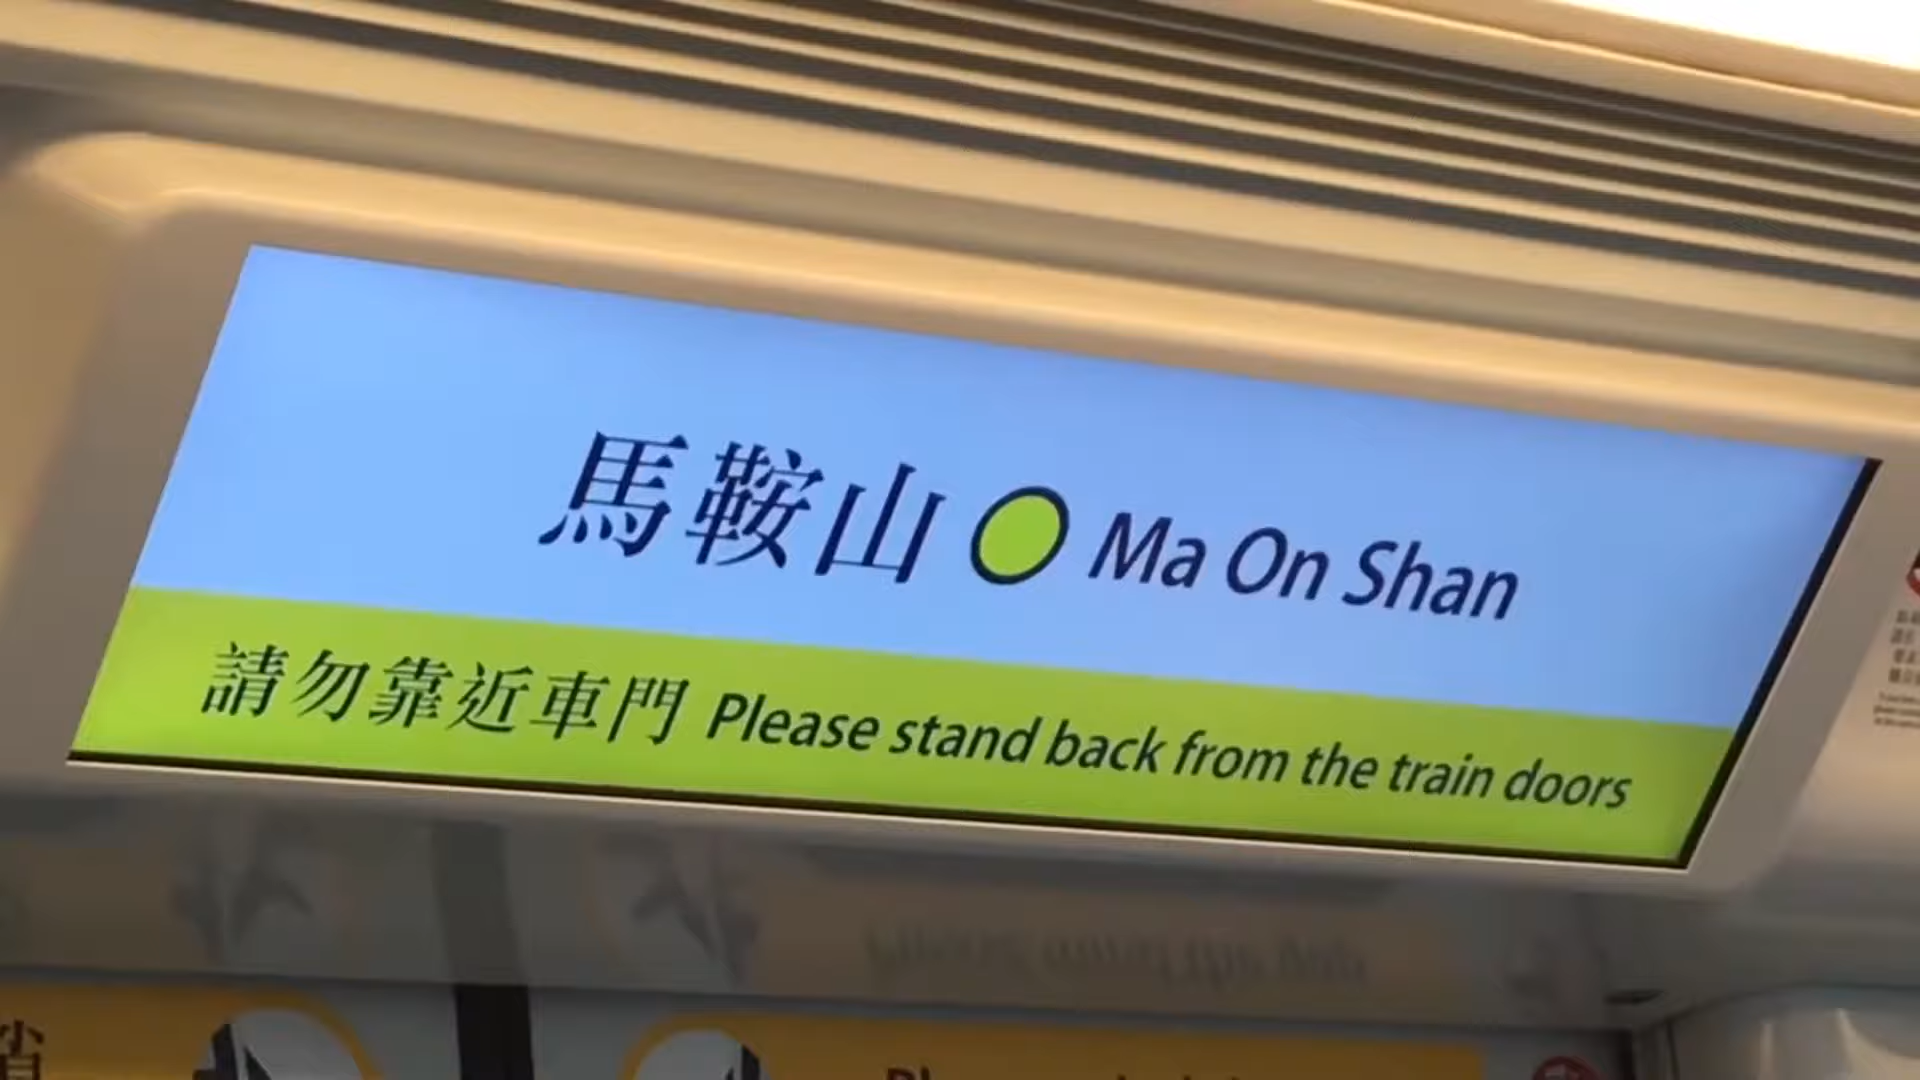 馬鞍山 Ma On Shan
請勿靠近車門 Please stand back from the train doors